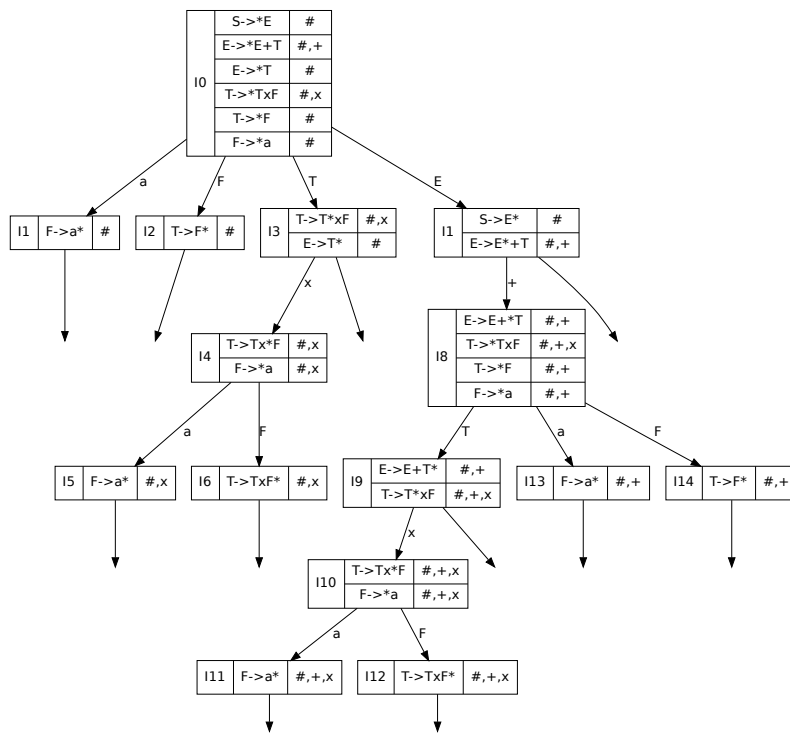 I0
S->*E #
E->*E+T #,+
E->*T #
T->*TxF #,x
T->*F #
F->*a #
a F T E
I1 F->a* #
I2 T->F* #
I3
T->T*xF #,x
E->T* #
I1
S->E* #
E->E*+T #,+
x +
I4
T->Tx*F #,x
F->*a #,x
I8
E->E+*T #,+
T->*TxF #,+,x
T->*F #,+
F->*a #,+
a F T a F
I5 F->a* #,x
I6 T->TxF* #,x
I9
E->E+T* #,+
T->T*xF #,+,x
I13 F->a* #,+
I14 T->F* #,+
x
I10
T->Tx*F #,+,x
F->*a #,+,x
a F
I11 F->a* #,+,x
I12 T->TxF* #,+,x